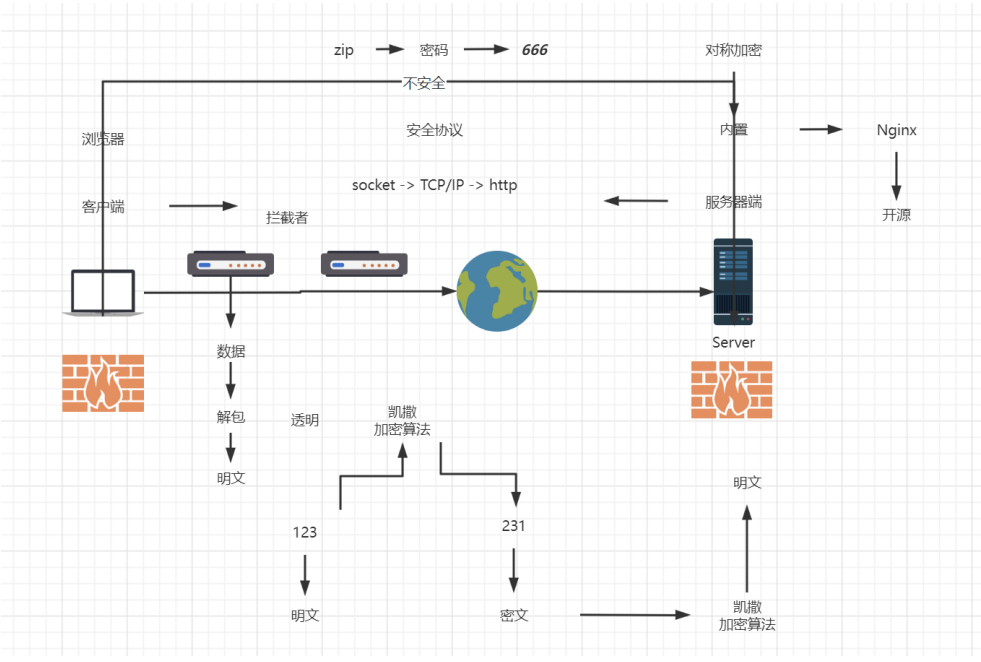 zip
密码
666
对称加密
不安全
浏览器
安全协议
内置
Nginx
socket -> TCP/IP -> http
客户端
拦截者
服务器端
开源
Server
数据
解包
透明
凯撒
加密算法
明文
明文
123
231
明文
密文
凯撒
加密算法